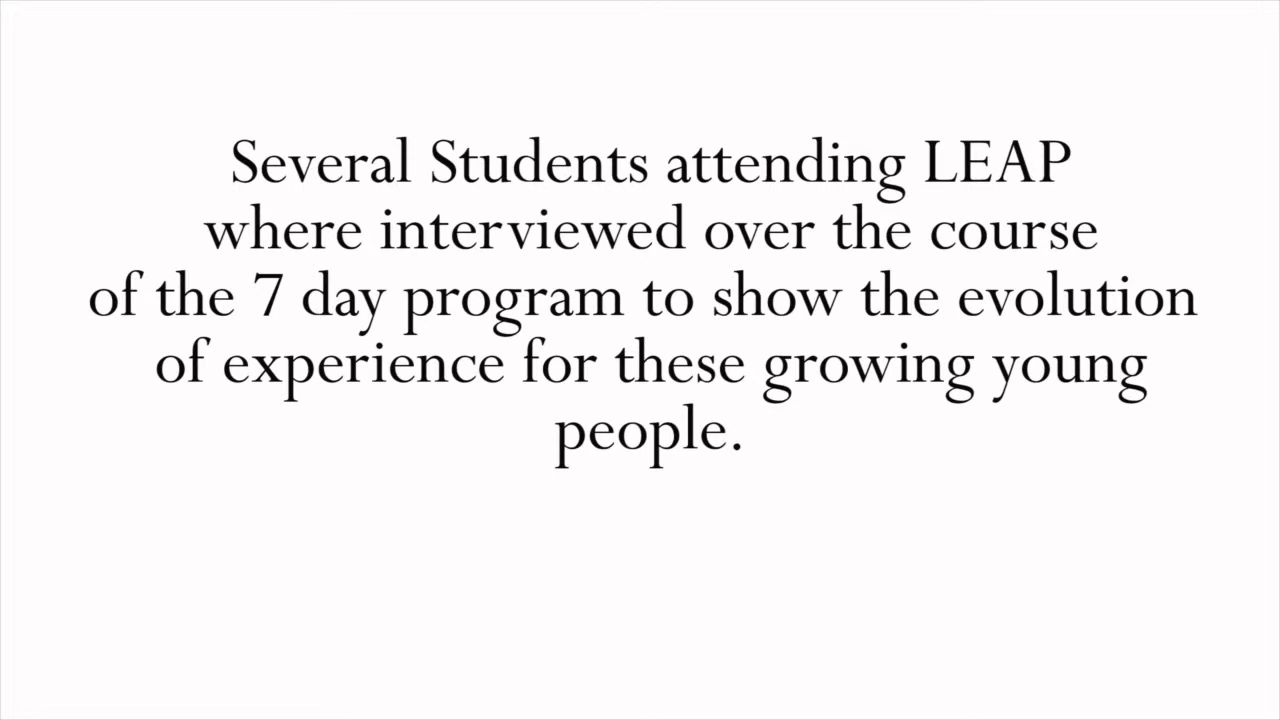 Several Students attending LEAP
where interviewed over the course
of the 7 day program to show the evolution
of experience for these growing young
people.